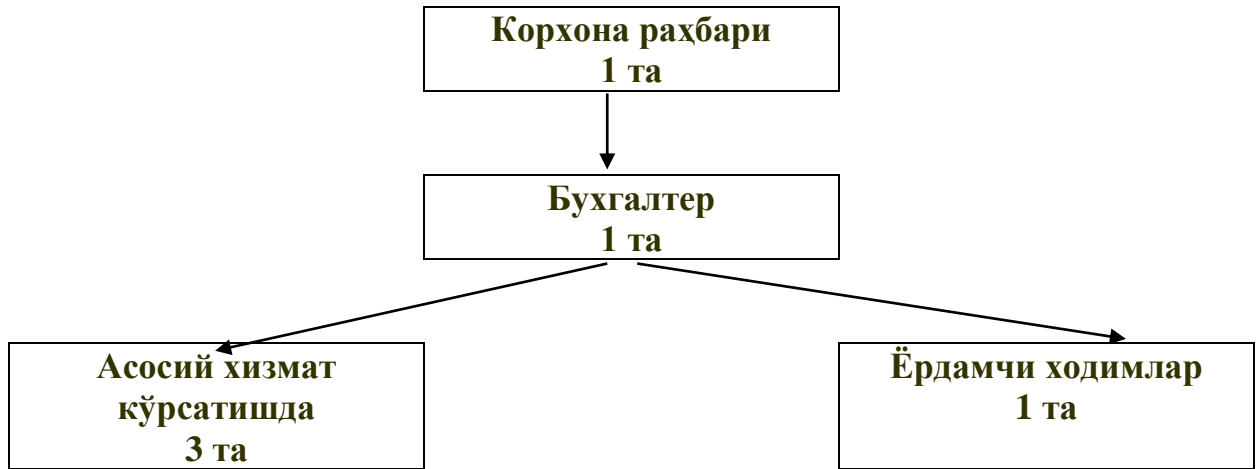 Корхона раҳбари
1 та
Бухгалтер
1 та
Асосий хизмат
кўрсатишда
3 та
Ёрдамчи ходимлар
1 та